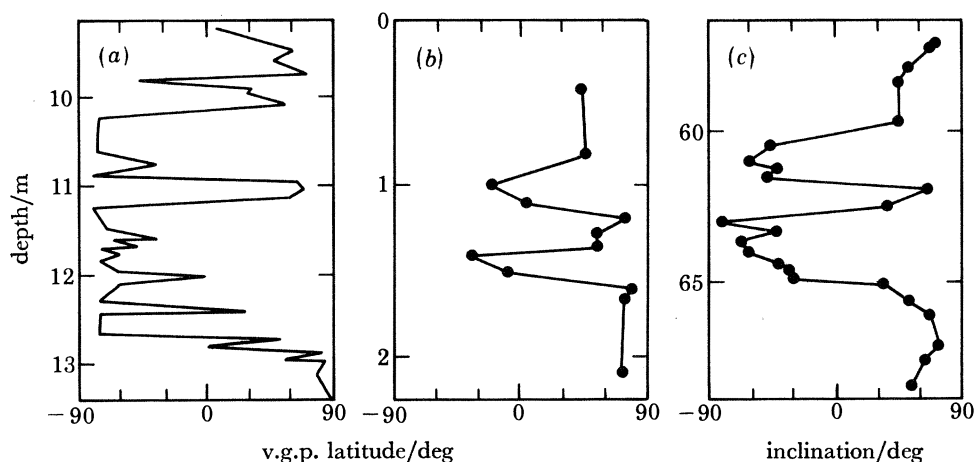 (a)
(b)
(c)
depth/m
10
11
12
13
0
1
2
60
65
−90 0 90
0 90
−90 0 90
v.g.p. latitude/deg
inclination/deg